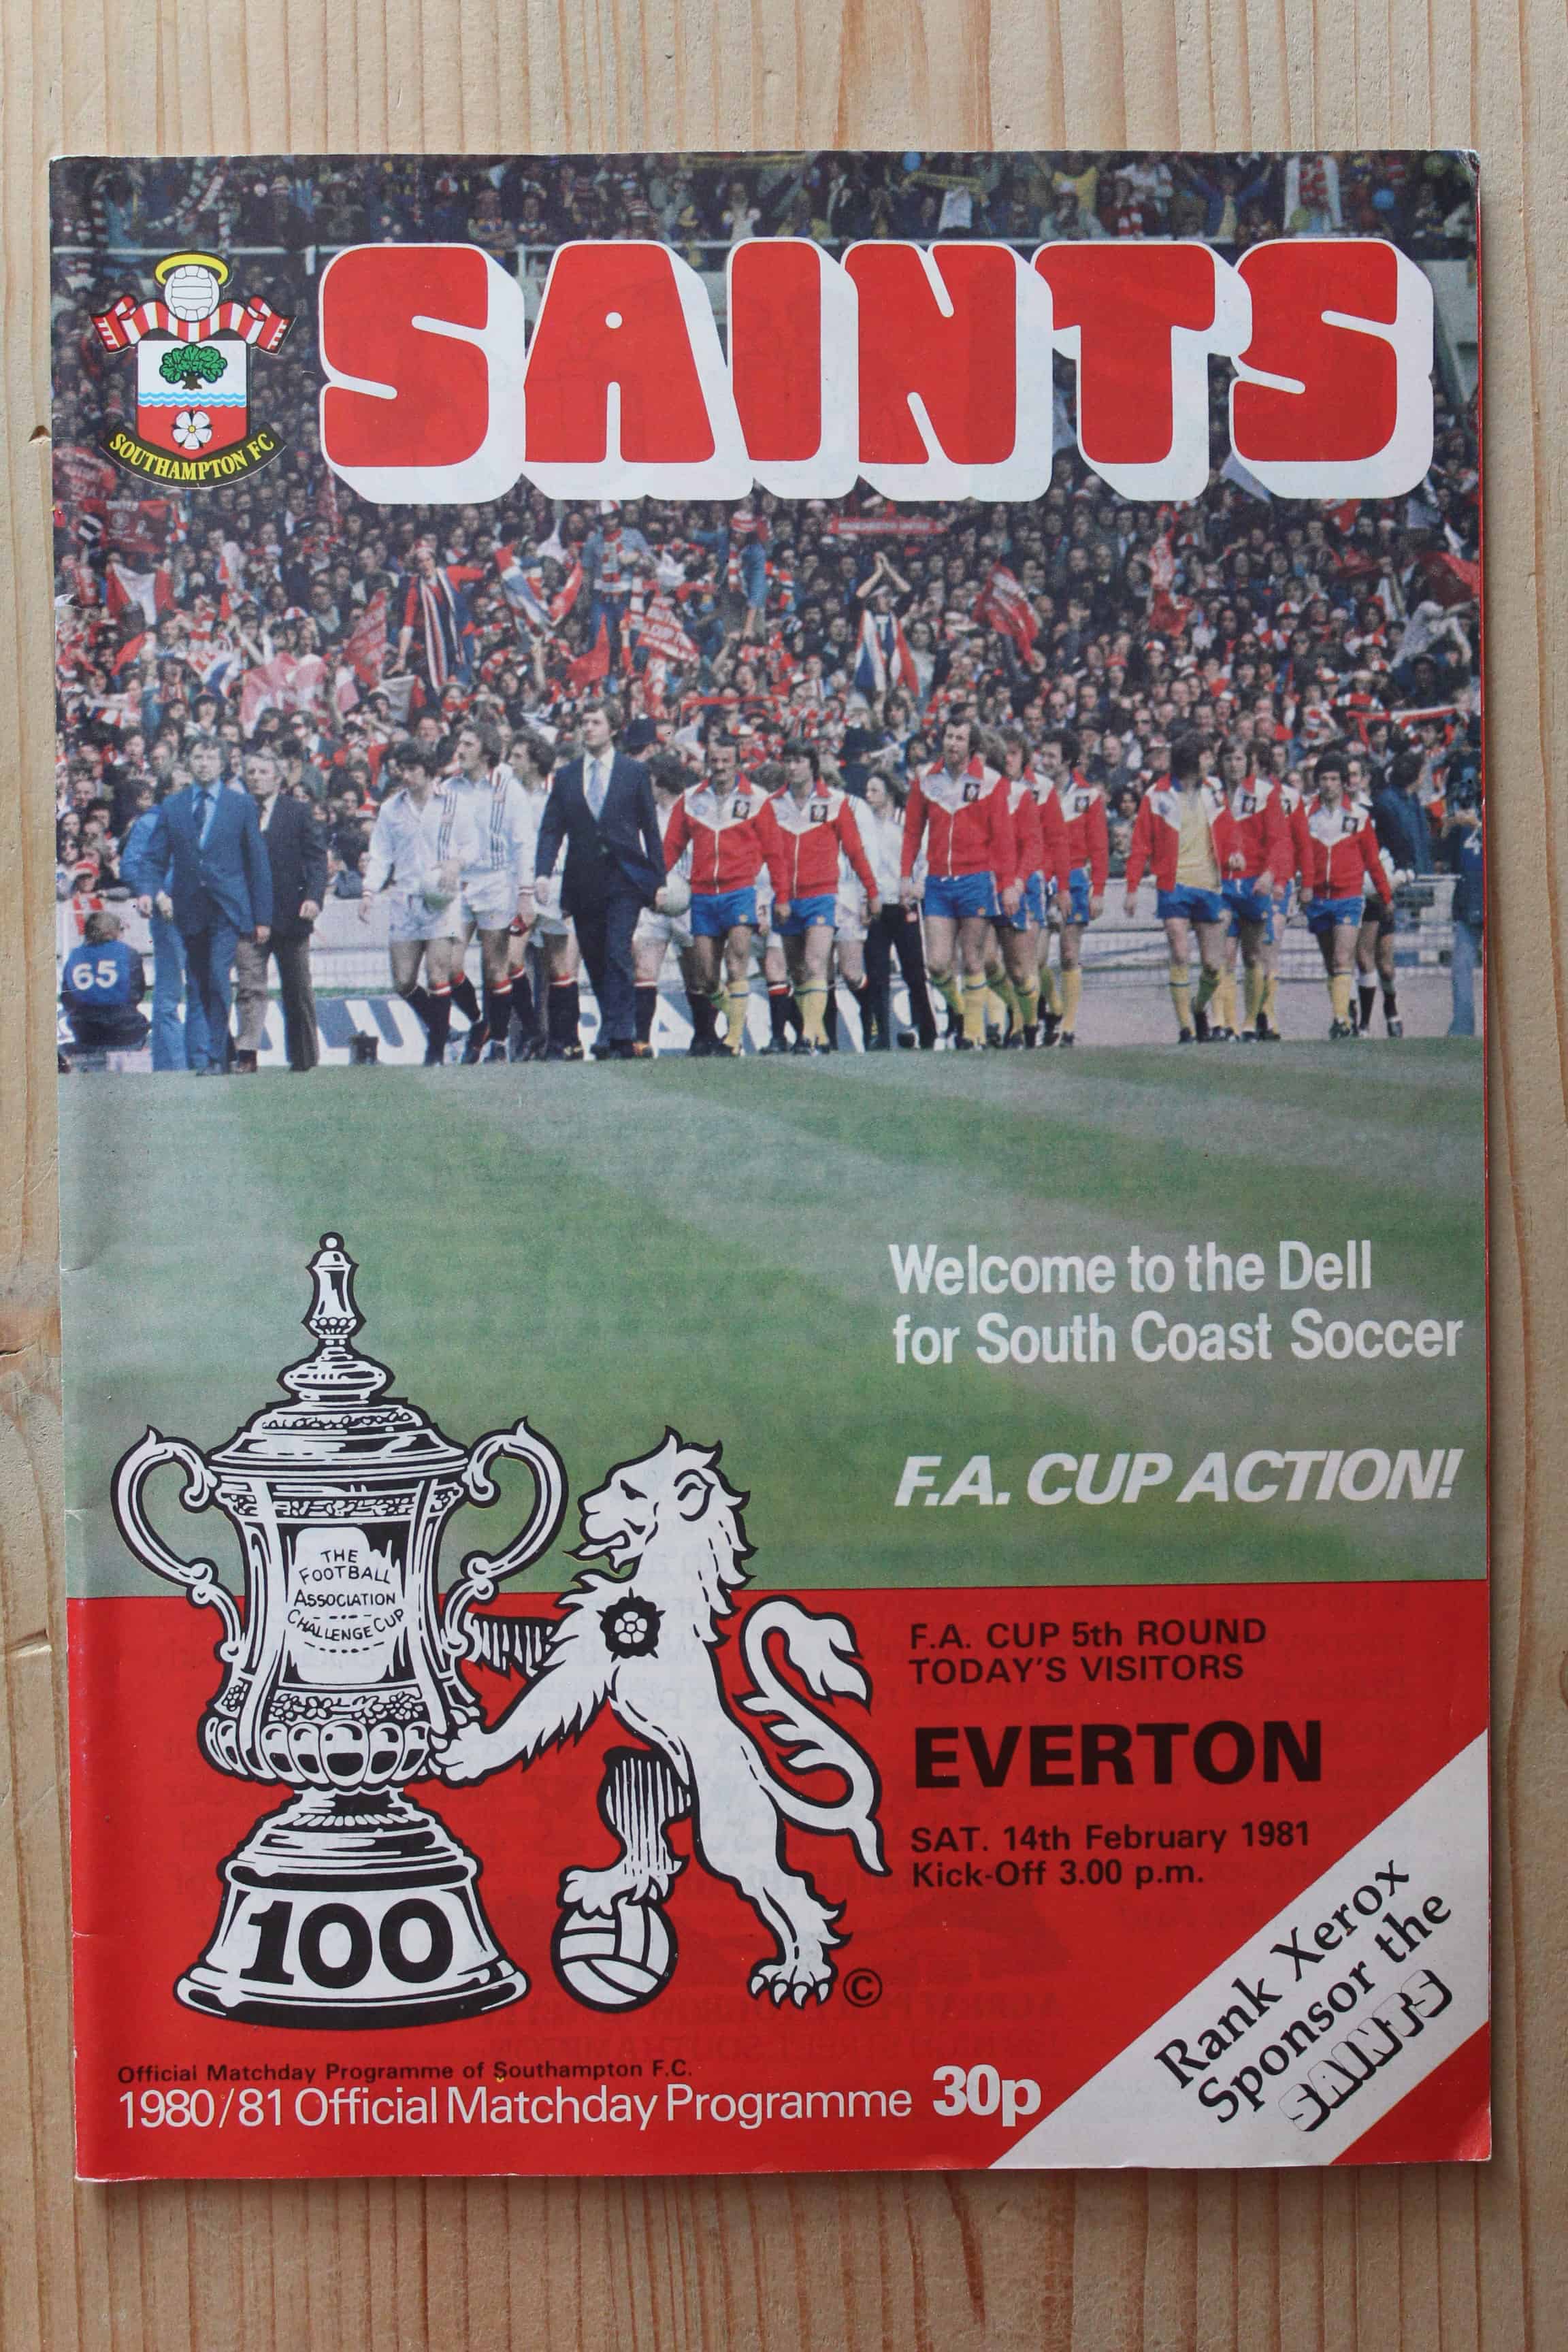 SAINTS
SOUTHAMPTON FC
65
Welcome to the Dell
for South Coast Soccer
F.A. CUP ACTION!
THE
FOOTBALL
ASSOCIATION
CHALLENGE CUP
100
©
F.A. CUP 5th ROUND
TODAY'S VISITORS
EVERTON
SAT. 14th February 1981
Kick-Off 3.00 p.m.
Rank Xerox
Sponsor the
SAINTS
Official Matchday Programme of Southampton F.C.
1980/81 Official Matchday Programme 30p